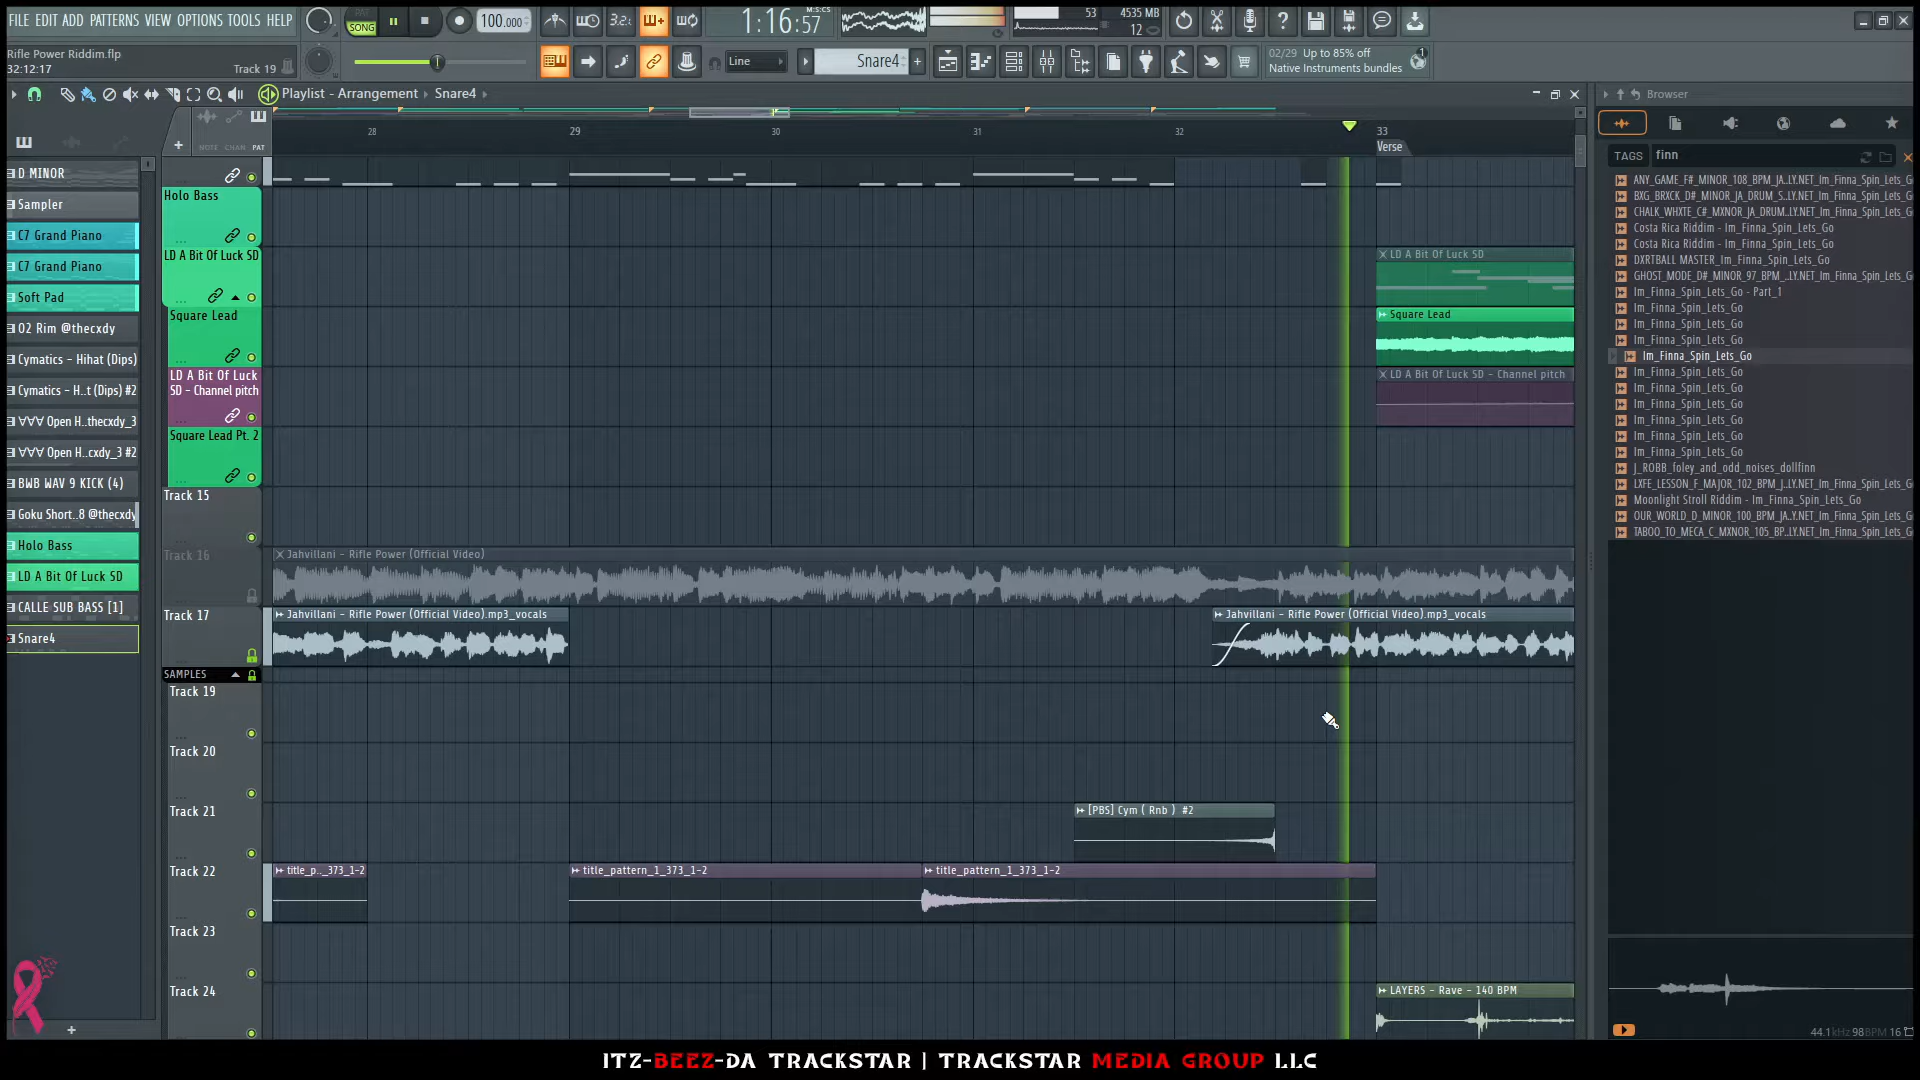 FILE EDIT ADD PATTERNS VIEW OPTIONS TOOLS HELP
PAT
SONG
100.000
3.2.:
1:16:57
M:S:CS
53
4535 MB
12
Rifle Power Riddim.flp
32:12:17
Track 19
Line
Snare4
02/29 Up to 85% off
Native Instruments bundles
1
Playlist - Arrangement
Snare4
Browser
NOTE CHAN PAT
28
29
30
31
32
33
Verse
TAGS
finn
D MINOR
Sampler
C7 Grand Piano
C7 Grand Piano
Soft Pad
02 Rim @thecxdy
Cymatics - Hihat (Dips)
Cymatics - H..t (Dips) #2
∀∀∀ Open H..thecxdy_3
∀∀∀ Open H..cxdy_3 #2
BWB WAV 9 KICK (4)
Goku Short..8 @thecxdy
Holo Bass
LD A Bit Of Luck SD
CALLE SUB BASS [1]
Snare4
Holo Bass
LD A Bit Of Luck SD
Square Lead
LD A Bit Of Luck
SD - Channel pitch
Square Lead Pt. 2
Track 15
Track 16
Track 17
SAMPLES
Track 19
Track 20
Track 21
Track 22
Track 23
Track 24
LD A Bit Of Luck SD
Square Lead
LD A Bit Of Luck SD - Channel pitch
Jahvillani - Rifle Power (Official Video)
Jahvillani - Rifle Power (Official Video).mp3_vocals
Jahvillani - Rifle Power (Official Video).mp3_vocals
[PBS] Cym ( Rnb ) #2
title_p.._373_1-2
title_pattern_1_373_1-2
title_pattern_1_373_1-2
LAYERS - Rave - 140 BPM
ANY_GAME_F#_MINOR_108_BPM_JA..LY.NET_Im_Finna_Spin_Lets_G
BXG_BRXCK_D#_MINOR_JA_DRUM_S..LY.NET_Im_Finna_Spin_Lets_G
CHALK_WHXTE_C#_MXNOR_JA_DRUM..LY.NET_Im_Finna_Spin_Lets_G
Costa Rica Riddim - Im_Finna_Spin_Lets_Go
Costa Rica Riddim - Im_Finna_Spin_Lets_Go
DXRTBALL MASTER_Im_Finna_Spin_Lets_Go
GHOST_MODE_D#_MINOR_97_BPM_..LY.NET_Im_Finna_Spin_Lets_G
Im_Finna_Spin_Lets_Go - Part_1
Im_Finna_Spin_Lets_Go
Im_Finna_Spin_Lets_Go
Im_Finna_Spin_Lets_Go
Im_Finna_Spin_Lets_Go
Im_Finna_Spin_Lets_Go
Im_Finna_Spin_Lets_Go
Im_Finna_Spin_Lets_Go
Im_Finna_Spin_Lets_Go
Im_Finna_Spin_Lets_Go
Im_Finna_Spin_Lets_Go
J_ROBB_foley_and_odd_noises_dollfinn
LXFE_LESSON_F_MAJOR_102_BPM_J..LY.NET_Im_Finna_Spin_Lets_G
Moonlight Stroll Riddim - Im_Finna_Spin_Lets_Go
OUR_WORLD_D_MINOR_100_BPM_JA..LY.NET_Im_Finna_Spin_Lets_G
TABOO_TO_MECA_C_MXNOR_105_BP..LY.NET_Im_Finna_Spin_Lets_G
44.1kHz 98BPM 16
ITZ-BEEZ-DA TRACKSTAR | TRACKSTAR MEDIA GROUP LLC